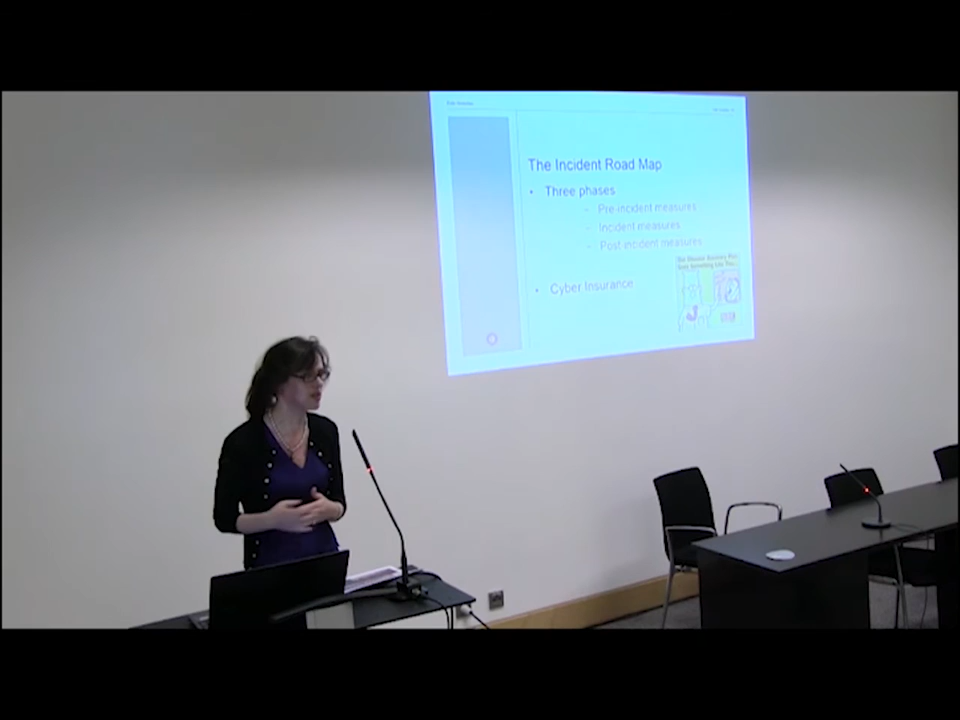 The Incident Road Map
• Three phases
- Pre-incident measures
- Incident measures
- Post-incident measures
• Cyber Insurance